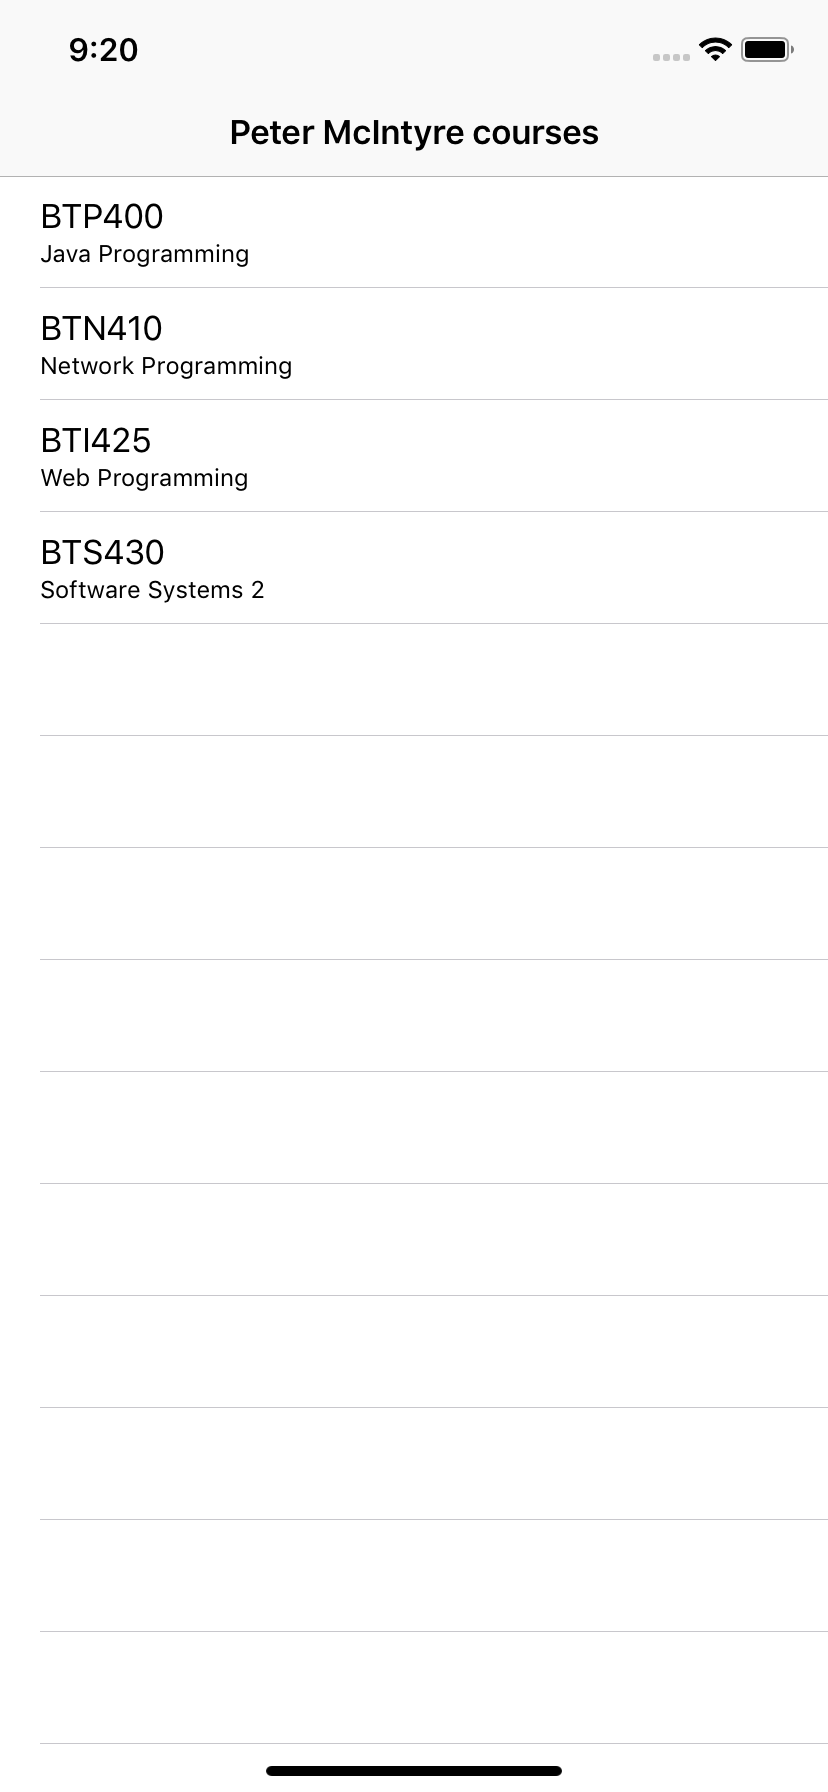 9:20
Peter McIntyre courses
BTP400
Java Programming
BTN410
Network Programming
BTI425
Web Programming
BTS430
Software Systems 2